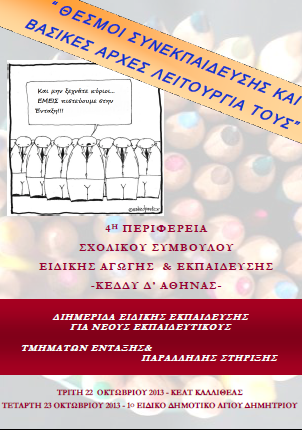 "ΘΕΣΜΟΙ ΣΥΝΕΚΠΑΙΔΕΥΣΗΣ ΚΑΙ
ΒΑΣΙΚΕΣ ΑΡΧΕΣ ΛΕΙΤΟΥΡΓΙΑ ΤΟΥΣ"
Και μην ξεχνάτε κύριοι...
ΕΜΕΙΣ πιστεύουμε στην
Ένταξη!!!
4Η ΠΕΡΙΦΕΡΕΙΑ
ΣΧΟΛΙΚΟΥ ΣΥΜΒΟΥΛΟΥ
ΕΙΔΙΚΗΣ ΑΓΩΓΗΣ & ΕΚΠΑΙΔΕΥΣΗΣ
-ΚΕΔΔΥ Δ' ΑΘΗΝΑΣ-
ΔΙΗΜΕΡΙΔΑ ΕΙΔΙΚΗΣ ΕΚΠΑΙΔΕΥΣΗΣ
ΓΙΑ ΝΕΟΥΣ ΕΚΠΑΙΔΕΥΤΙΚΟΥΣ
ΤΜΗΜΑΤΩΝ ΕΝΤΑΞΗΣ&
ΠΑΡΑΛΛΗΛΗΣ ΣΤΗΡΙΞΗΣ
ΤΡΙΤΗ 22 ΟΚΤΩΒΡΙΟΥ 2013 - ΚΕΑΤ ΚΑΛΛΙΘΕΑΣ
ΤΕΤΑΡΤΗ 23 ΟΚΤΩΒΡΙΟΥ 2013 - 1ο ΕΙΔΙΚΟ ΔΗΜΟΤΙΚΟ ΑΓΙΟΥ ΔΗΜΗΤΡΙΟΥ